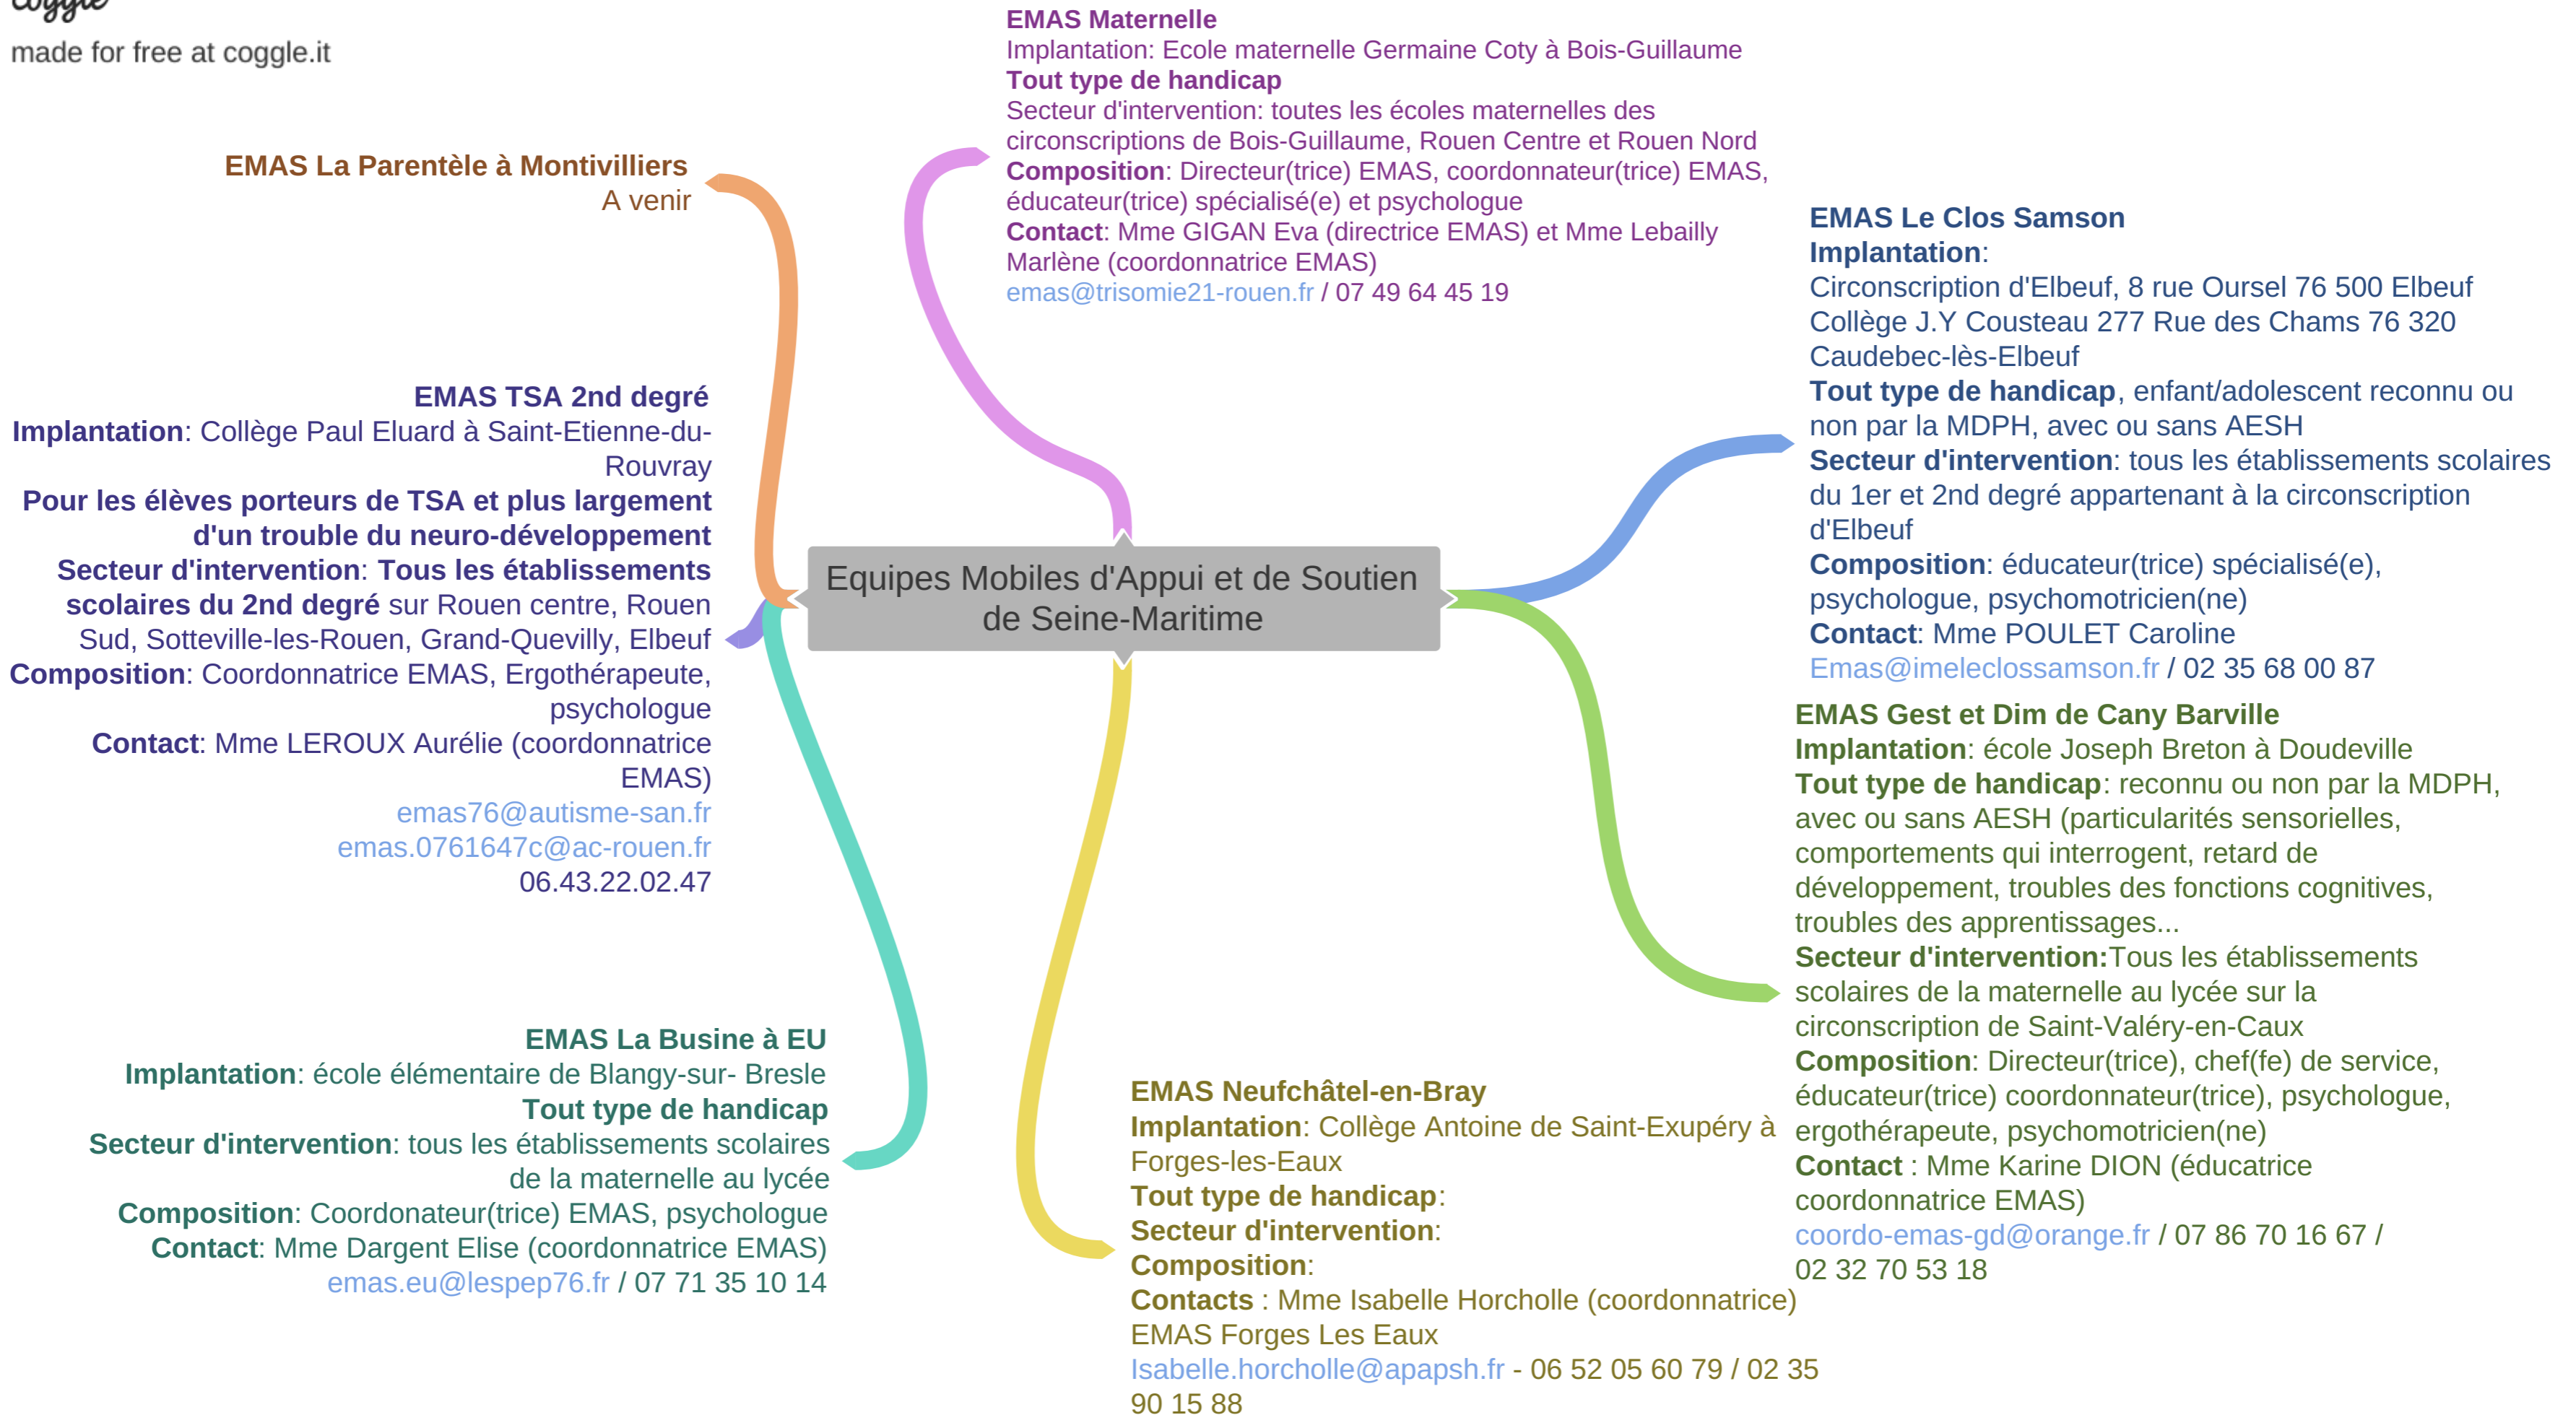 coggle
made for free at coggle.it
EMAS Maternelle
Implantation: Ecole maternelle Germaine Coty à Bois-Guillaume
Tout type de handicap
Secteur d'intervention: toutes les écoles maternelles des
circonscriptions de Bois-Guillaume, Rouen Centre et Rouen Nord
Composition: Directeur(trice) EMAS, coordonnateur(trice) EMAS,
éducateur(trice) spécialisé(e) et psychologue
Contact: Mme GIGAN Eva (directrice EMAS) et Mme Lebailly
Marlène (coordonnatrice EMAS)
emas@trisomie21-rouen.fr / 07 49 64 45 19
EMAS La Parentèle à Montivilliers
A venir
EMAS Le Clos Samson
Implantation:
Circonscription d'Elbeuf, 8 rue Oursel 76 500 Elbeuf
Collège J.Y Cousteau 277 Rue des Chams 76 320
Caudebec-lès-Elbeuf
Tout type de handicap, enfant/adolescent reconnu ou
non par la MDPH, avec ou sans AESH
Secteur d'intervention: tous les établissements scolaires
du 1er et 2nd degré appartenant à la circonscription
d'Elbeuf
Composition: éducateur(trice) spécialisé(e),
psychologue, psychomotricien(ne)
Contact: Mme POULET Caroline
Emas@imeleclossamson.fr / 02 35 68 00 87
EMAS TSA 2nd degré
Implantation: Collège Paul Eluard à Saint-Etienne-du-
Rouvray
Pour les élèves porteurs de TSA et plus largement
d'un trouble du neuro-développement
Secteur d'intervention: Tous les établissements
scolaires du 2nd degré sur Rouen centre, Rouen
Sud, Sotteville-les-Rouen, Grand-Quevilly, Elbeuf
Composition: Coordonnatrice EMAS, Ergothérapeute,
psychologue
Contact: Mme LEROUX Aurélie (coordonnatrice
EMAS)
emas76@autisme-san.fr
emas.0761647c@ac-rouen.fr
06.43.22.02.47
Equipes Mobiles d'Appui et de Soutien
de Seine-Maritime
EMAS Gest et Dim de Cany Barville
Implantation: école Joseph Breton à Doudeville
Tout type de handicap: reconnu ou non par la MDPH,
avec ou sans AESH (particularités sensorielles,
comportements qui interrogent, retard de
développement, troubles des fonctions cognitives,
troubles des apprentissages...
Secteur d'intervention:Tous les établissements
scolaires de la maternelle au lycée sur la
circonscription de Saint-Valéry-en-Caux
Composition: Directeur(trice), chef(fe) de service,
éducateur(trice) coordonnateur(trice), psychologue,
ergothérapeute, psychomotricien(ne)
Contact : Mme Karine DION (éducatrice
coordonnatrice EMAS)
coordo-emas-gd@orange.fr / 07 86 70 16 67 /
02 32 70 53 18
EMAS La Busine à EU
Implantation: école élémentaire de Blangy-sur- Bresle
Tout type de handicap
Secteur d'intervention: tous les établissements scolaires
de la maternelle au lycée
Composition: Coordonateur(trice) EMAS, psychologue
Contact: Mme Dargent Elise (coordonnatrice EMAS)
emas.eu@lespep76.fr / 07 71 35 10 14
EMAS Neufchâtel-en-Bray
Implantation: Collège Antoine de Saint-Exupéry à
Forges-les-Eaux
Tout type de handicap:
Secteur d'intervention:
Composition:
Contacts : Mme Isabelle Horcholle (coordonnatrice)
EMAS Forges Les Eaux
Isabelle.horcholle@apapsh.fr - 06 52 05 60 79 / 02 35
90 15 88